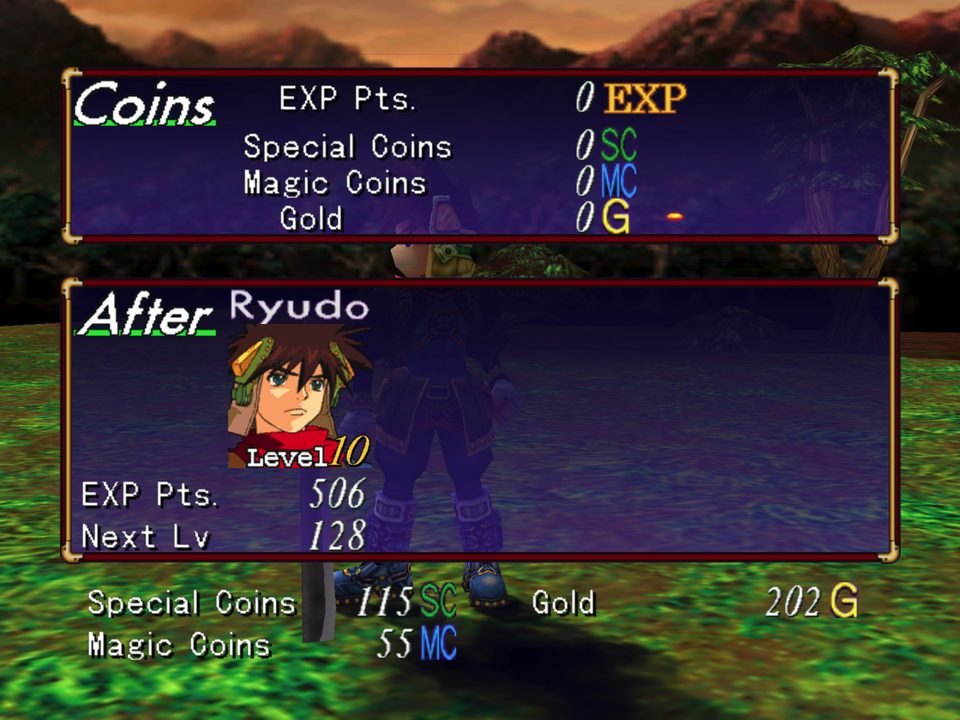 Coins
EXP Pts. 0 EXP
Special Coins 0 SC
Magic Coins 0 MC
Gold 0 G
After Ryudo
Level 10
EXP Pts. 506
Next Lv 128
Special Coins 115 SC Gold 202 G
Magic Coins 55 MC